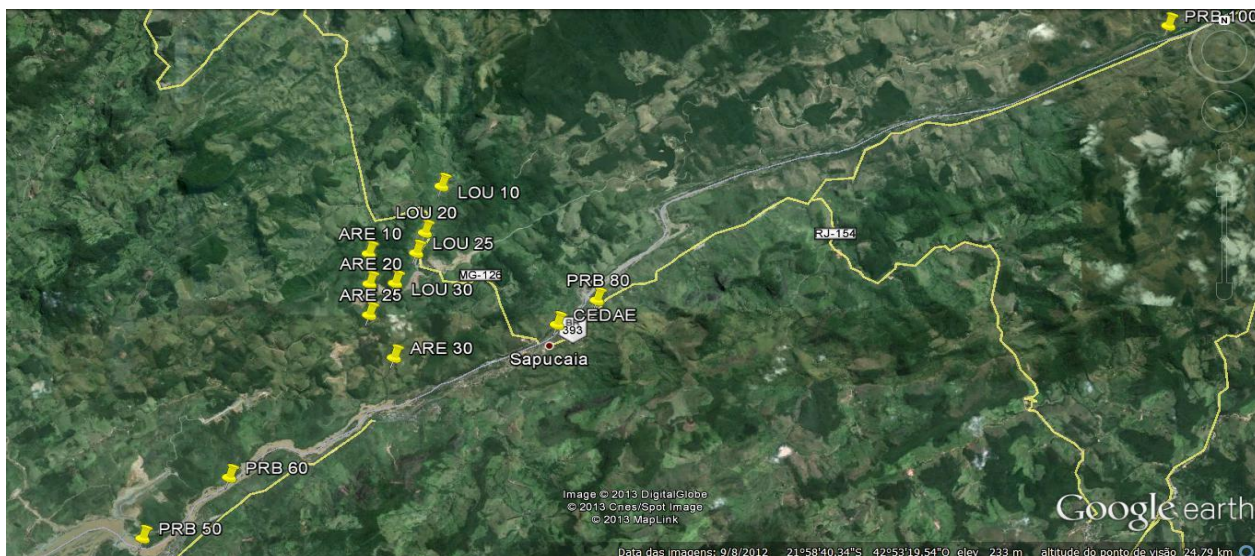 PRB 100
N
LOU 10
LOU 20
ARE 10
LOU 25
RJ-154
ARE 20
MG-126
PRB 80
LOU 30
ARE 25
CEDAE
393
Sapucaia
ARE 30
PRB 60
PRB 50
Image © 2013 DigitalGlobe
© 2013 Cnes/Spot Image
© 2013 MapLink
Google earth
Data das imagens: 9/8/2012 21°58'40.34"S 42°53'19.54"O elev 233 m altitude do ponto de visão 24.79 km